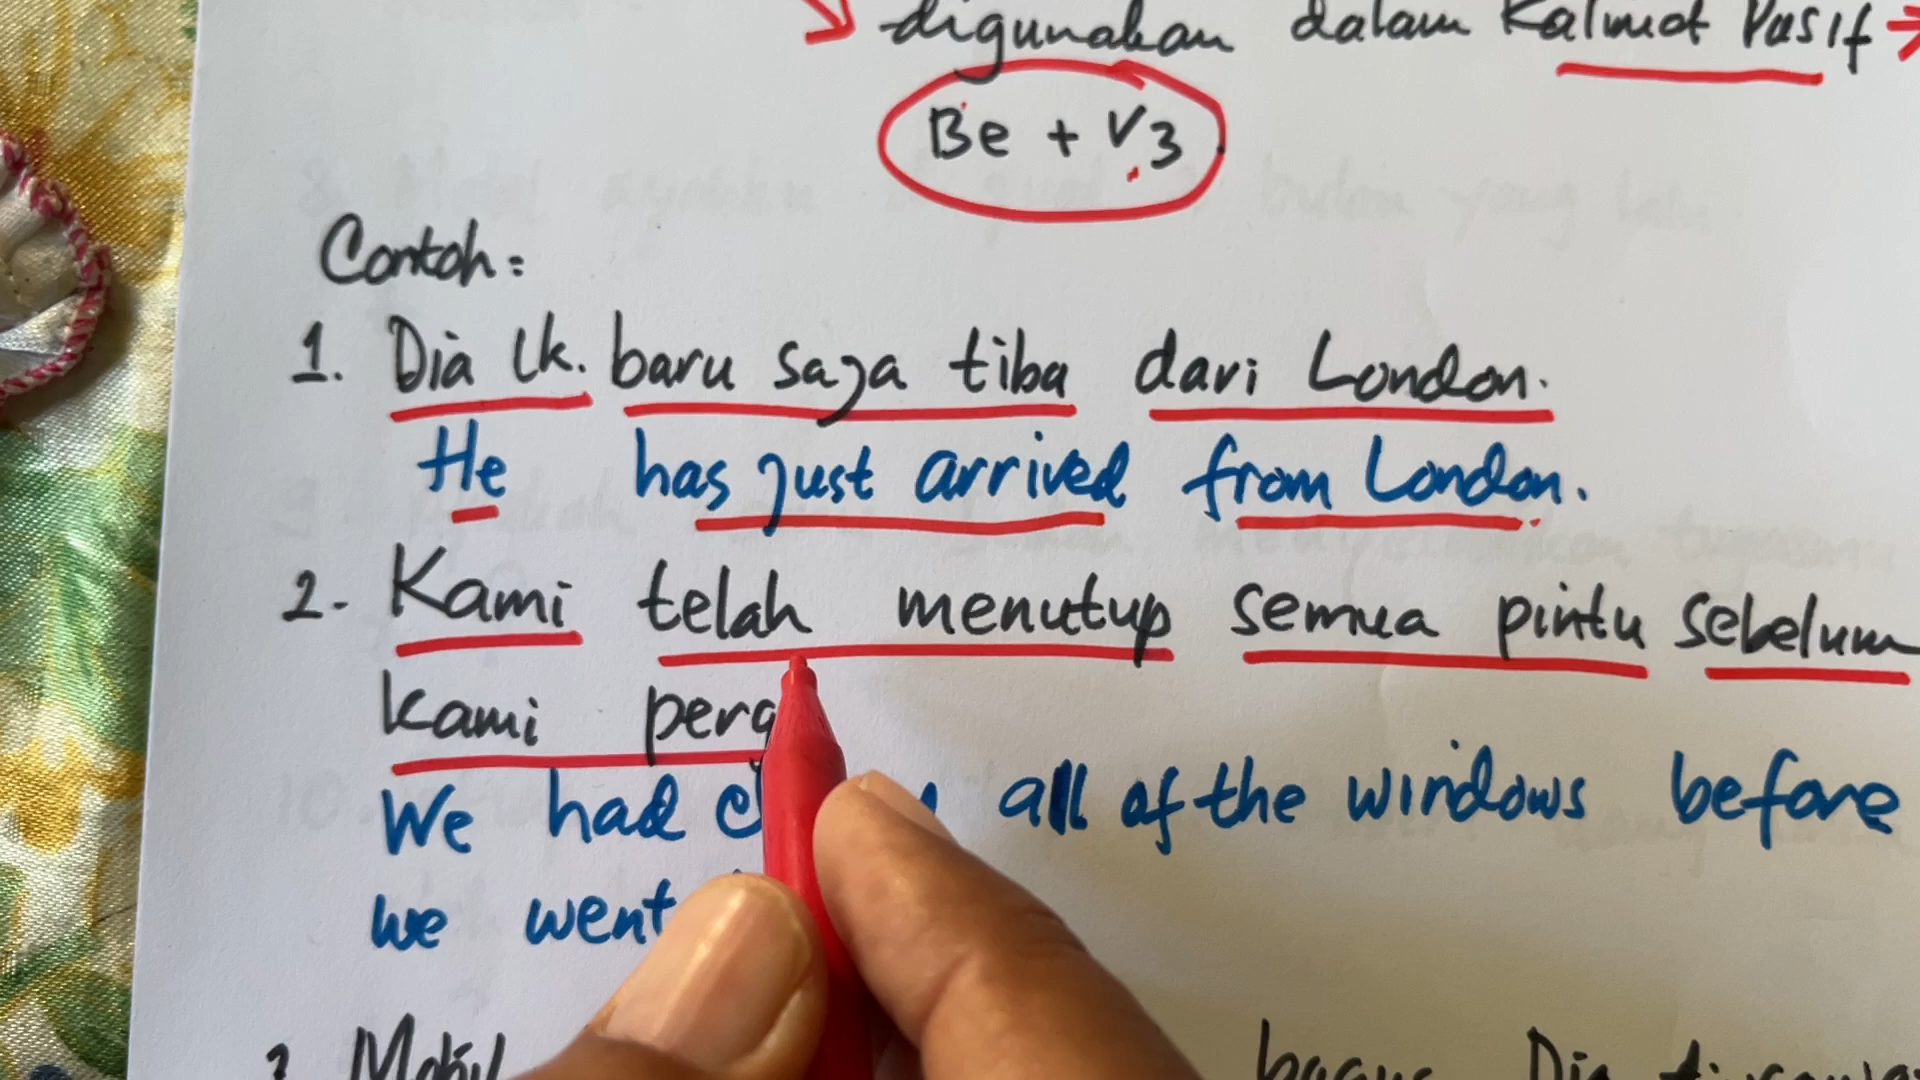 digunakan dalam Kalimat Pasif
Be + V3
Contoh:
1. Dia lk. baru saja tiba dari London.
He has just arrived from London.
2. Kami telah menutup semua pintu sebelum
kami
We had all of the windows before
we went